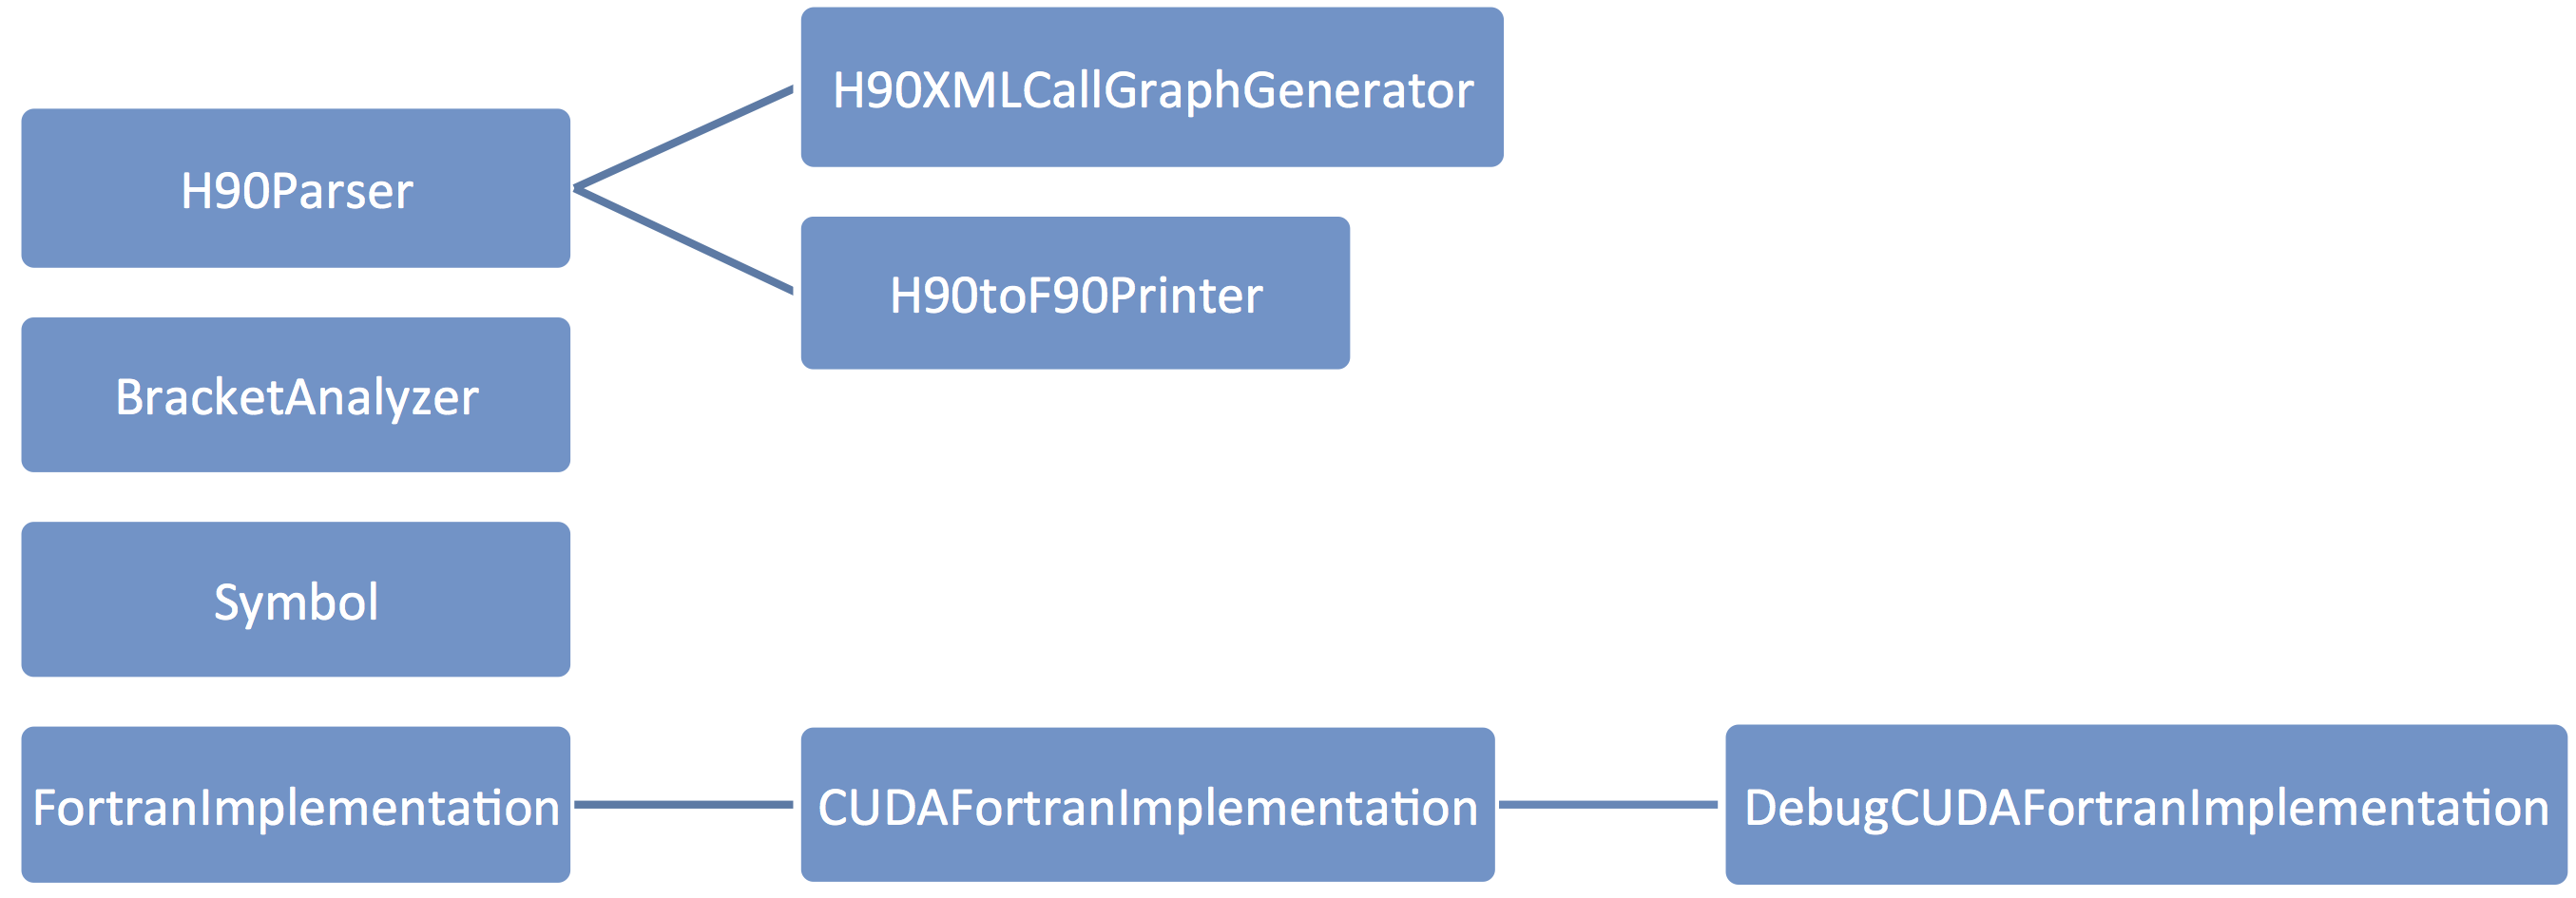 H90XMLCallGraphGenerator
H90Parser
H90toF90Printer
BracketAnalyzer
Symbol
FortranImplementation
CUDAFortranImplementation
DebugCUDAFortranImplementation